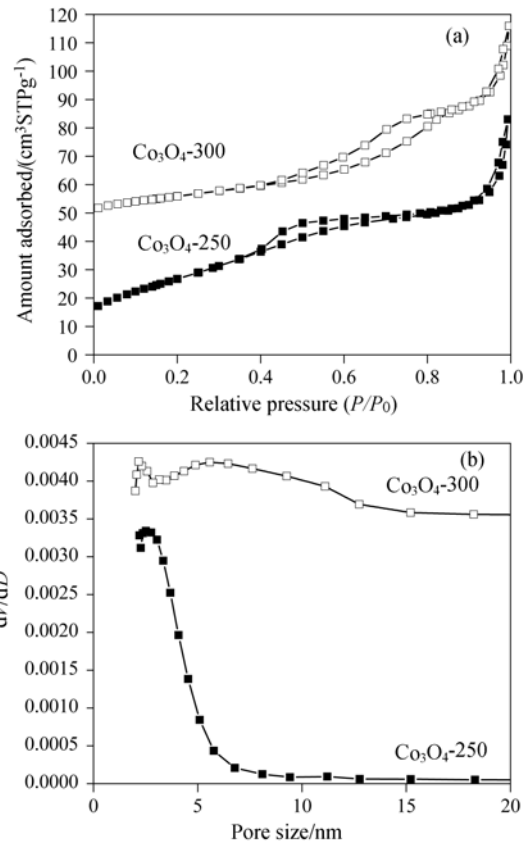 (a)
120
110
100
90
80
70
60
50
40
30
20
10
0
Amount adsorbed/(cm³STPg⁻¹)
Co₃O₄-300
Co₃O₄-250
0.0 0.2 0.4 0.6 0.8 1.0
Relative pressure (P/P₀)
(b)
0.0045
0.0040
0.0035
0.0030
0.0025
0.0020
0.0015
0.0010
0.0005
0.0000
dV/dD
Co₃O₄-300
Co₃O₄-250
0 5 10 15 20
Pore size/nm